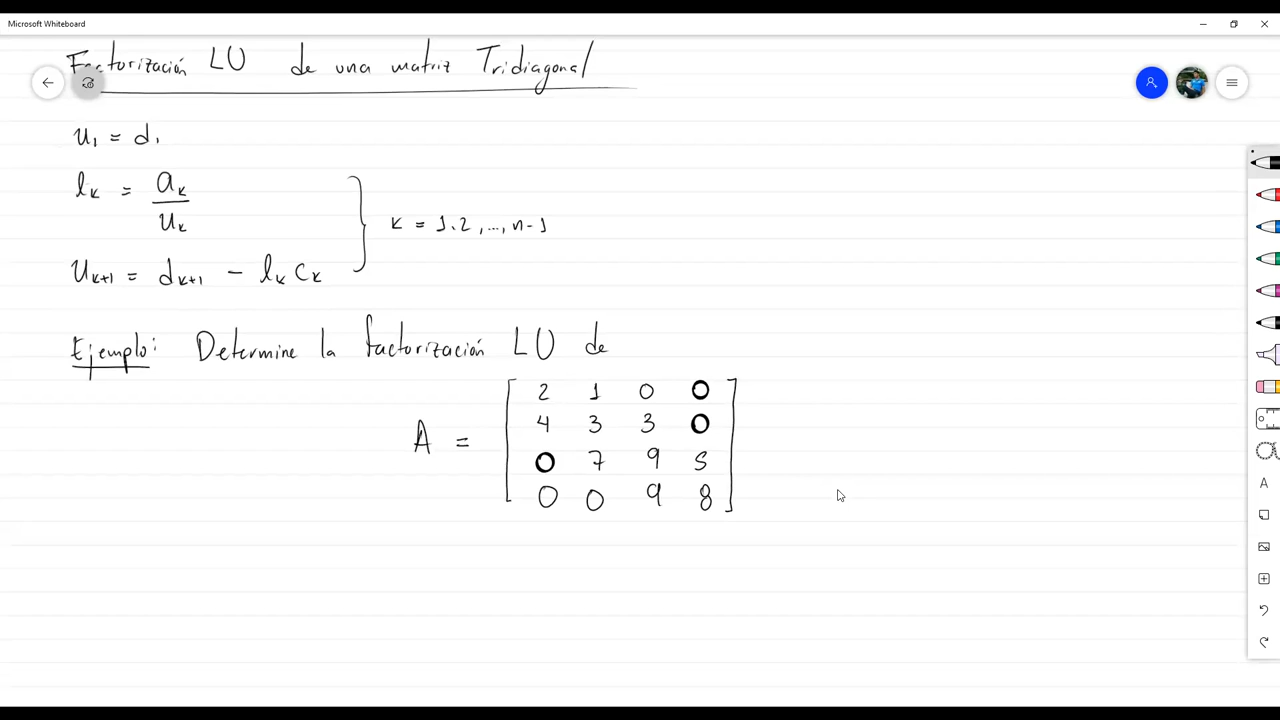 Microsoft Whiteboard
Factorización LU de una matriz Tridiagonal
u₁ = d₁
lₖ = aₖ / uₖ
k = 1.2, ..., n-1
uₖ₊₁ = dₖ₊₁ - lₖ cₖ
Ejemplo: Determine la factorización LU de
2 1 0 0
4 3 3 0
A =
0 7 9 5
0 0 9 8
A